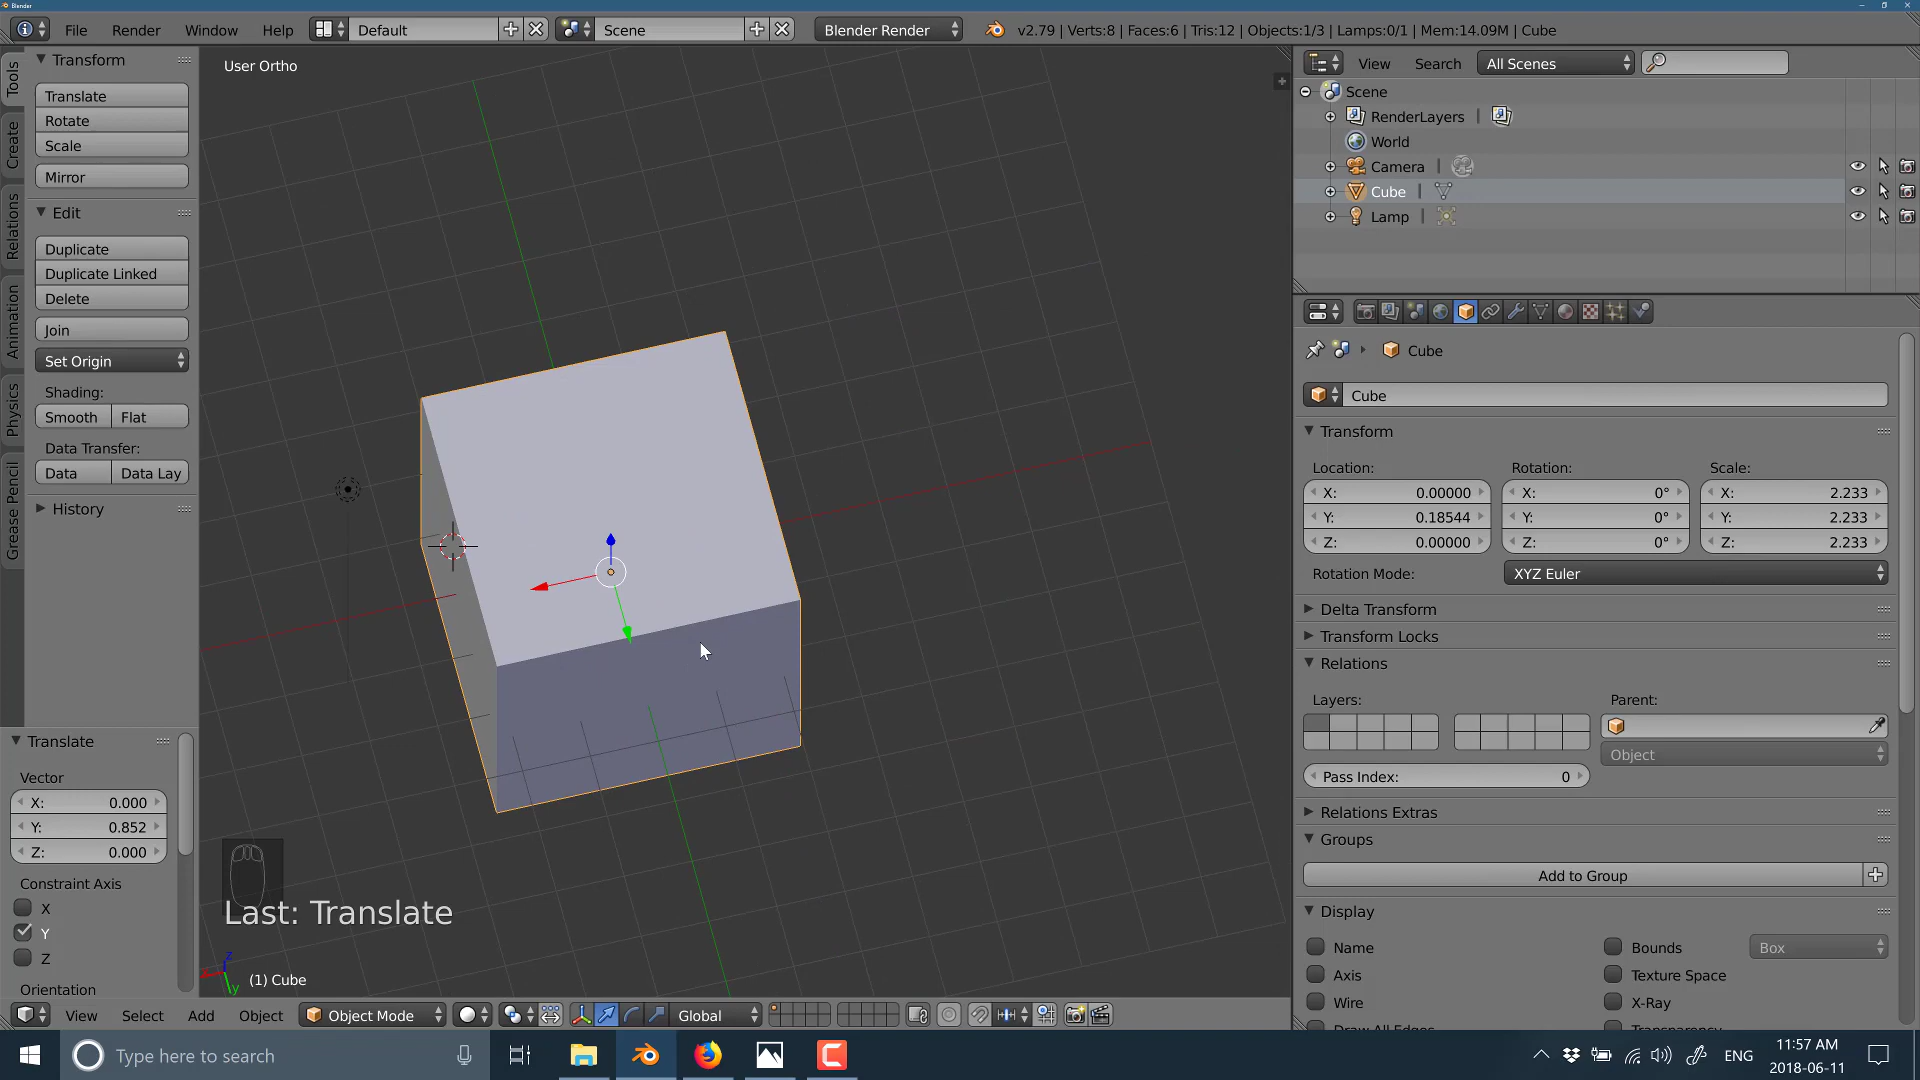 Blender
File Render Window Help Default Scene Blender Render v2.79 | Verts:8 | Faces:6 | Tris:12 | Objects:1/3 | Lamps:0/1 | Mem:14.09M | Cube
Tools
Create
Relations
Animation
Physics
Grease Pencil
Transform
Translate
Rotate
Scale
Mirror
Edit
Duplicate
Duplicate Linked
Delete
Join
Set Origin
Shading:
Smooth Flat
Data Transfer:
Data Data Lay
History
Translate
Vector
X: 0.000
Y: 0.852
Z: 0.000
Constraint Axis
X
Y
Z
Orientation
User Ortho
Last: Translate
z
y
(1) Cube
View Select Add Object Object Mode Global
View Search All Scenes
Scene
RenderLayers |
World
Camera |
Cube |
Lamp |
Cube
Cube
Transform
Location: Rotation: Scale:
X: 0.00000 X: 0° X: 2.233
Y: 0.18544 Y: 0° Y: 2.233
Z: 0.00000 Z: 0° Z: 2.233
Rotation Mode: XYZ Euler
Delta Transform
Transform Locks
Relations
Layers: Parent:
Object
Pass Index: 0
Relations Extras
Groups
Add to Group
Display
Name Bounds Box
Axis Texture Space
Wire X-Ray
Draw All Edges Transparency
Type here to search
ENG
11:57 AM
2018-06-11